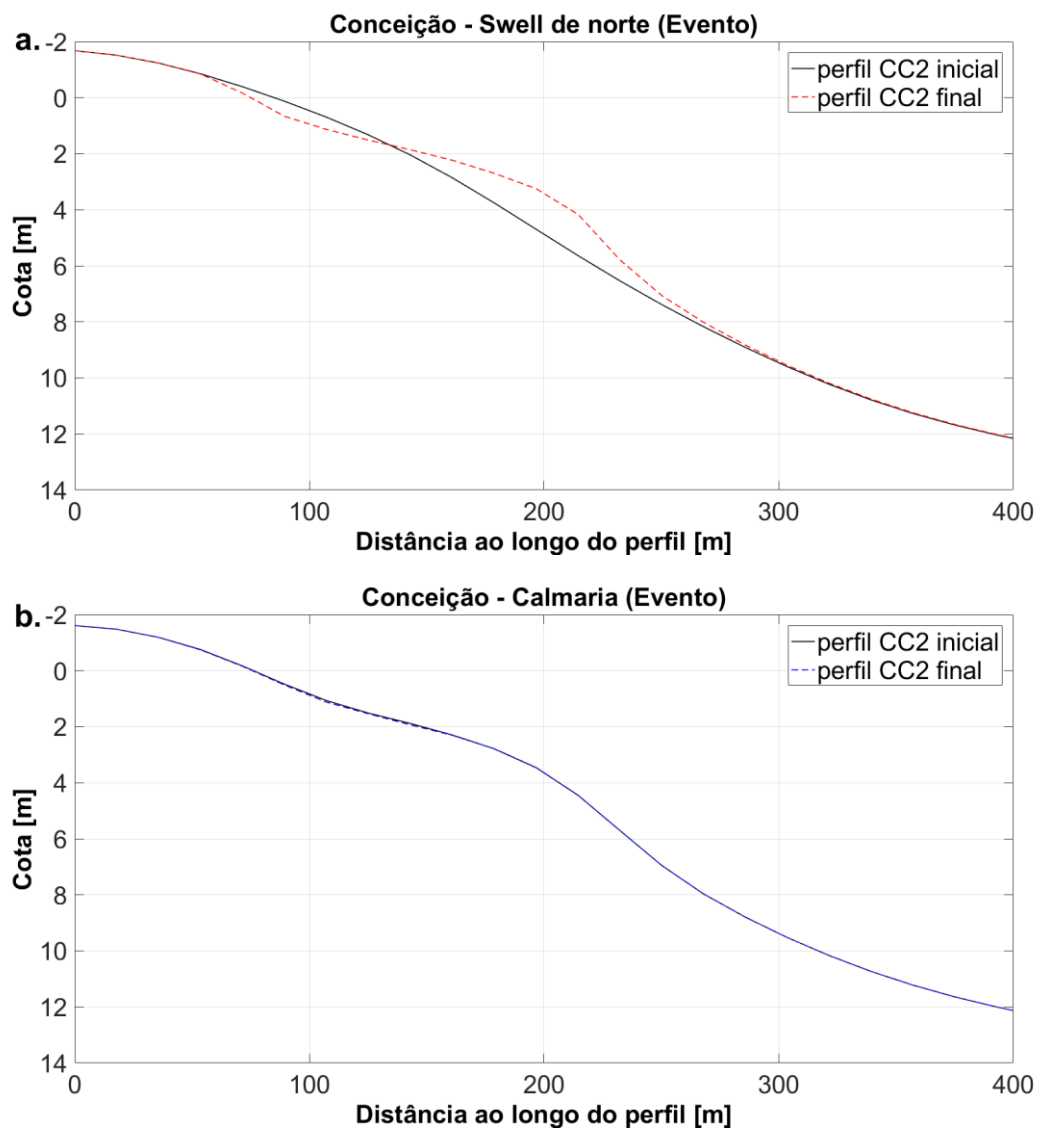 a.
Conceição - Swell de norte (Evento)
perfil CC2 inicial
perfil CC2 final
Cota [m]
-2
0
2
4
6
8
10
12
14
0 100 200 300 400
Distância ao longo do perfil [m]
b.
Conceição - Calmaria (Evento)
perfil CC2 inicial
perfil CC2 final
Cota [m]
-2
0
2
4
6
8
10
12
14
0 100 200 300 400
Distância ao longo do perfil [m]